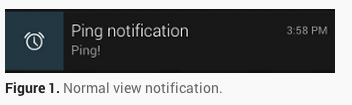 Ping notification 3:58 PM
Ping!
Figure 1. Normal view notification.